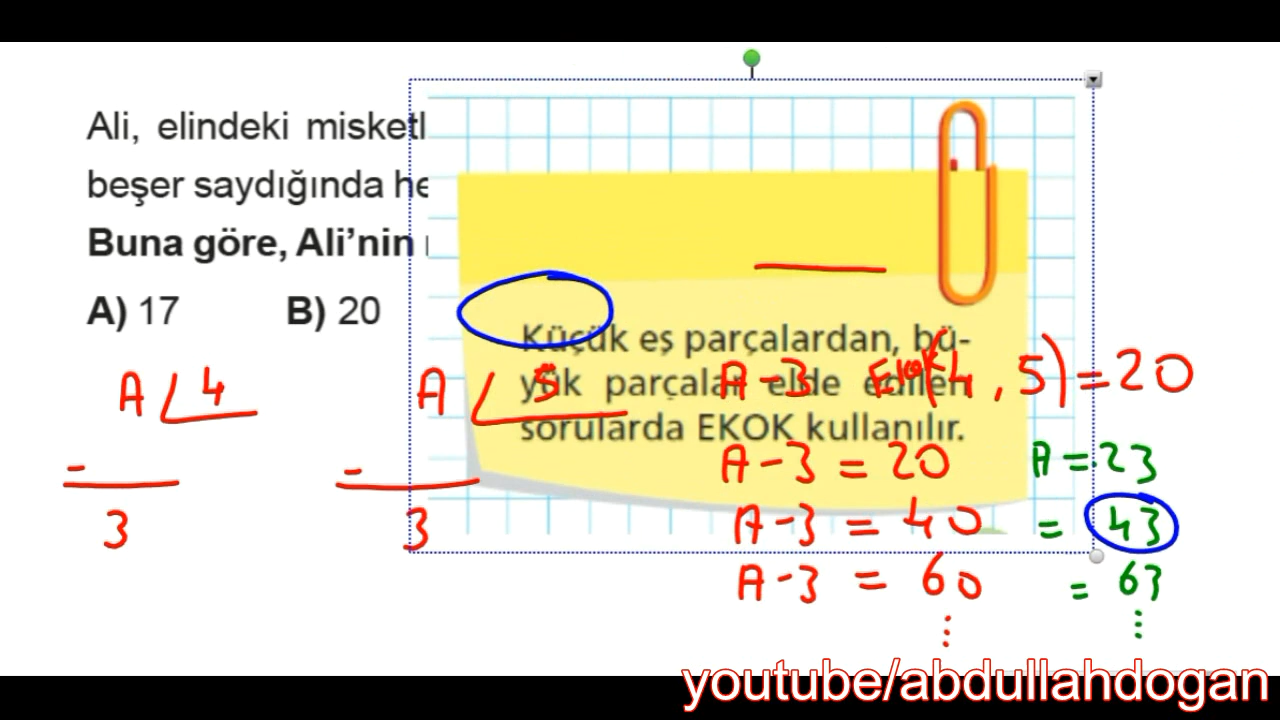 Ali, elindeki misketl
beşer saydığında he
Buna göre, Ali'nin
A) 17 B) 20
Küçük eş parçalardan, bü-
yük parçalar elde edilen
sorularda EKOK kullanılır.
A 4
3
A 5
3
A-3 Ekok(4,5)=20
A-3=20 A=23
A-3=40 =43
A-3=60 =63
⋮ ⋮
youtube/abdullahdogan